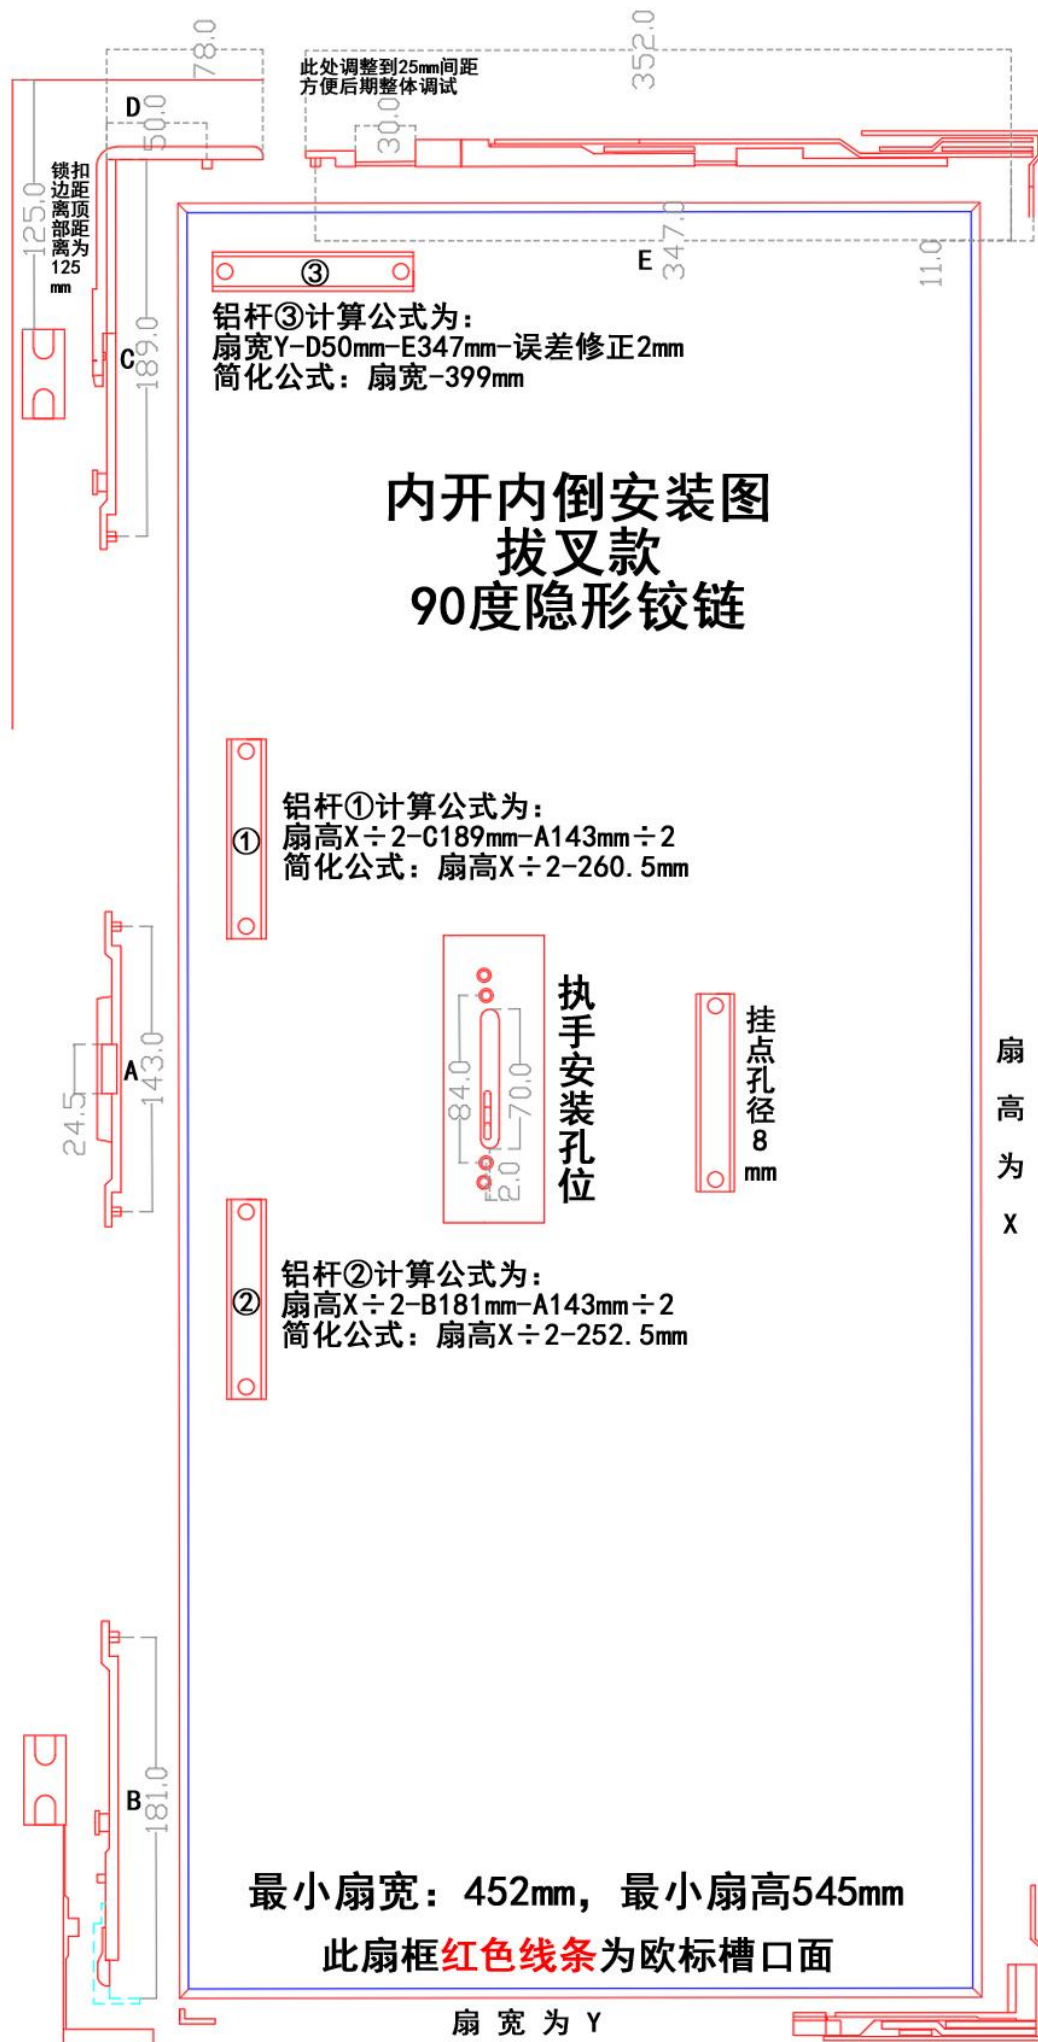 78.0
352.0
此处调整到25mm间距
方便后期整体调试
D
50.0
30.0
125.0
锁扣
边距
离顶
部距
离为
125
mm
E
347.0
11.0
③
C
189.0
铝杆③计算公式为：
扇宽Y-D50mm-E347mm-误差修正2mm
简化公式：扇宽-399mm
内开内倒安装图
拔叉款
90度隐形铰链
①
铝杆①计算公式为：
扇高X÷2-C189mm-A143mm÷2
简化公式：扇高X÷2-260.5mm
A
143.0
24.5
84.0
70.0
2.0
执手安装孔位
挂点孔径8mm
扇高为X
②
铝杆②计算公式为：
扇高X÷2-B181mm-A143mm÷2
简化公式：扇高X÷2-252.5mm
B
181.0
最小扇宽：452mm，最小扇高545mm
此扇框红色线条为欧标槽口面
扇宽为Y